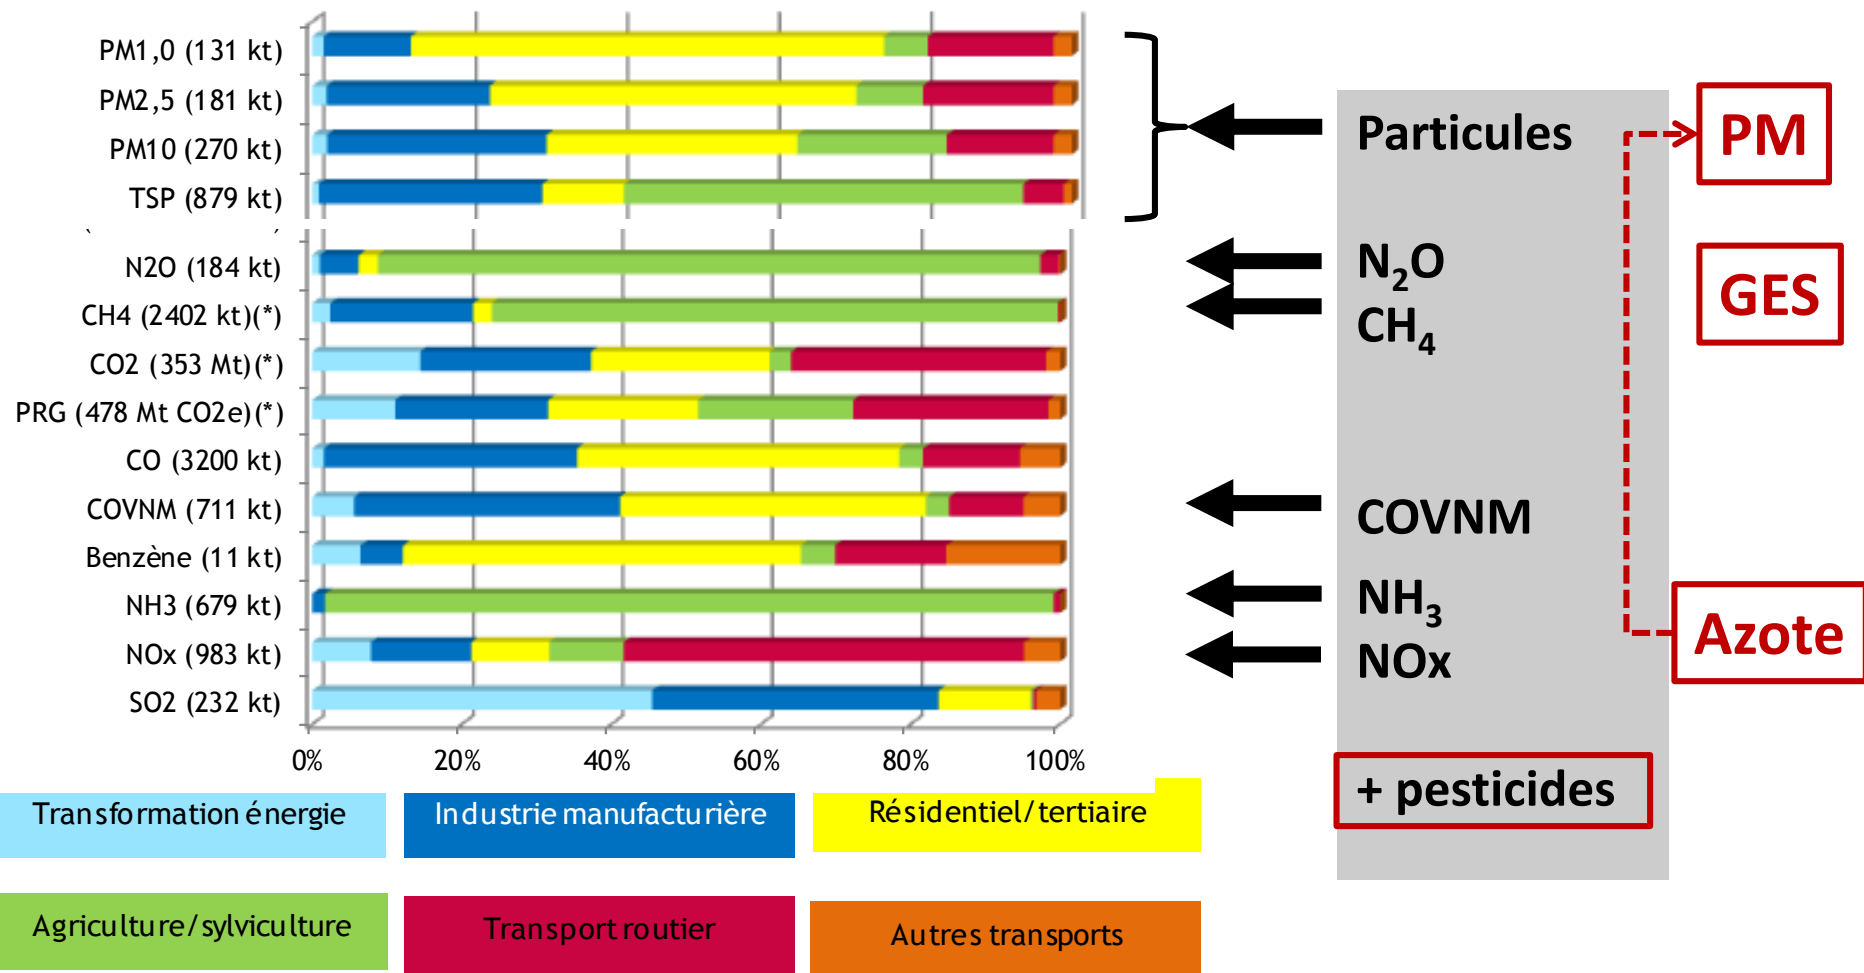 PM1,0 (131 kt)
PM2,5 (181 kt)
PM10 (270 kt)
TSP (879 kt)
N2O (184 kt)
CH4 (2402 kt)(*)
CO2 (353 Mt)(*)
PRG (478 Mt CO2e)(*)
CO (3200 kt)
COVNM (711 kt)
Benzène (11 kt)
NH3 (679 kt)
NOx (983 kt)
SO2 (232 kt)
0% 20% 40% 60% 80% 100%
Transformation énergie
Industrie manufacturière
Résidentiel/tertiaire
Agriculture/sylviculture
Transport routier
Autres transports
Particules
N₂O
CH₄
COVNM
NH₃
NOx
+ pesticides
PM
GES
Azote